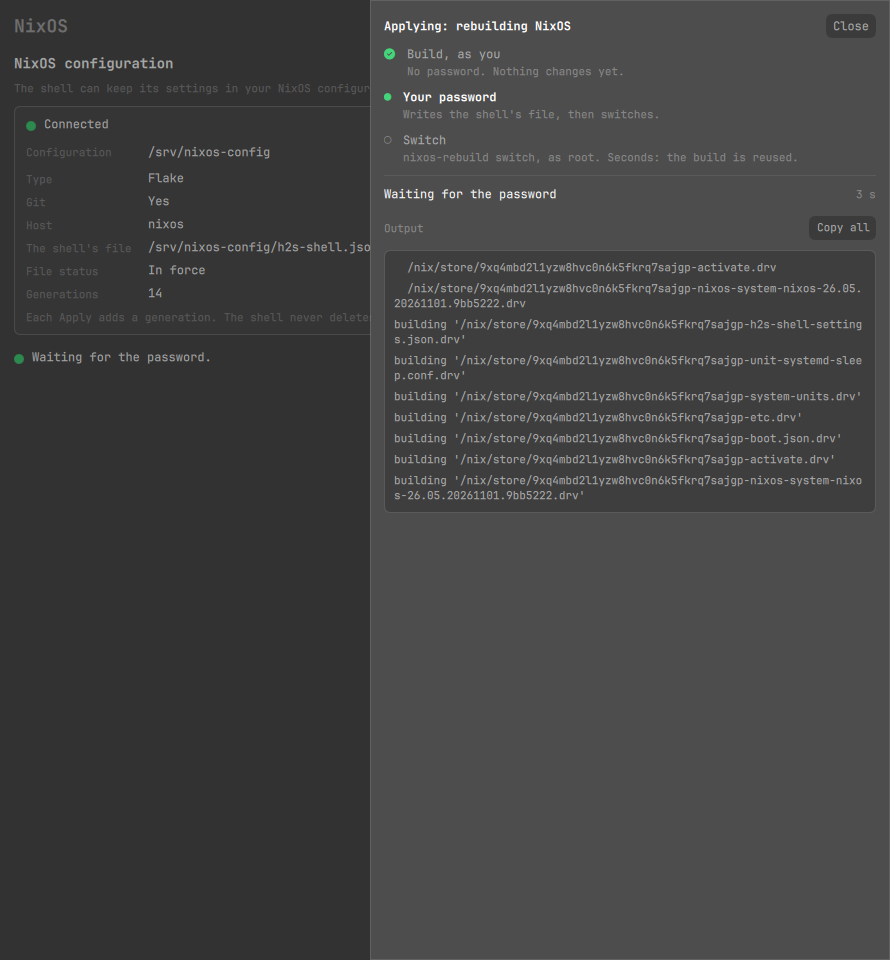 NixOS
NixOS configuration
The shell can keep its settings in your NixOS configur
Connected
Configuration /srv/nixos-config
Type Flake
Git Yes
Host nixos
The shell's file /srv/nixos-config/h2s-shell.jso
File status In force
Generations 14
Each Apply adds a generation. The shell never delete
Waiting for the password.
Applying: rebuilding NixOS
Close
Build, as you
No password. Nothing changes yet.
Your password
Writes the shell's file, then switches.
Switch
nixos-rebuild switch, as root. Seconds: the build is reused.
Waiting for the password 3 s
Output
Copy all
/nix/store/9xq4mbd2l1yzw8hvc0n6k5fkrq7sajgp-activate.drv
/nix/store/9xq4mbd2l1yzw8hvc0n6k5fkrq7sajgp-nixos-system-nixos-26.05.
20261101.9bb5222.drv
building '/nix/store/9xq4mbd2l1yzw8hvc0n6k5fkrq7sajgp-h2s-shell-setting
s.json.drv'
building '/nix/store/9xq4mbd2l1yzw8hvc0n6k5fkrq7sajgp-unit-systemd-slee
p.conf.drv'
building '/nix/store/9xq4mbd2l1yzw8hvc0n6k5fkrq7sajgp-system-units.drv'
building '/nix/store/9xq4mbd2l1yzw8hvc0n6k5fkrq7sajgp-etc.drv'
building '/nix/store/9xq4mbd2l1yzw8hvc0n6k5fkrq7sajgp-boot.json.drv'
building '/nix/store/9xq4mbd2l1yzw8hvc0n6k5fkrq7sajgp-activate.drv'
building '/nix/store/9xq4mbd2l1yzw8hvc0n6k5fkrq7sajgp-nixos-system-nixo
s-26.05.20261101.9bb5222.drv'